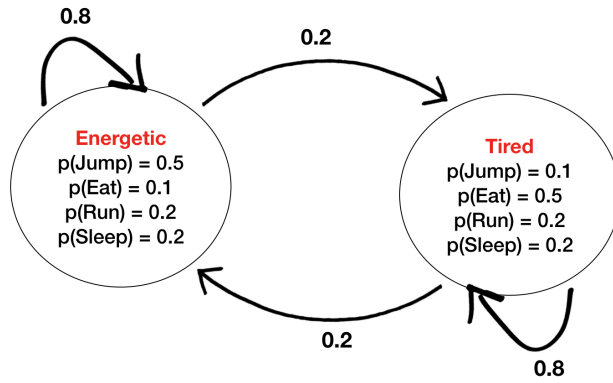 0.8
0.2
Energetic
p(Jump) = 0.5
p(Eat) = 0.1
p(Run) = 0.2
p(Sleep) = 0.2
Tired
p(Jump) = 0.1
p(Eat) = 0.5
p(Run) = 0.2
p(Sleep) = 0.2
0.2
0.8